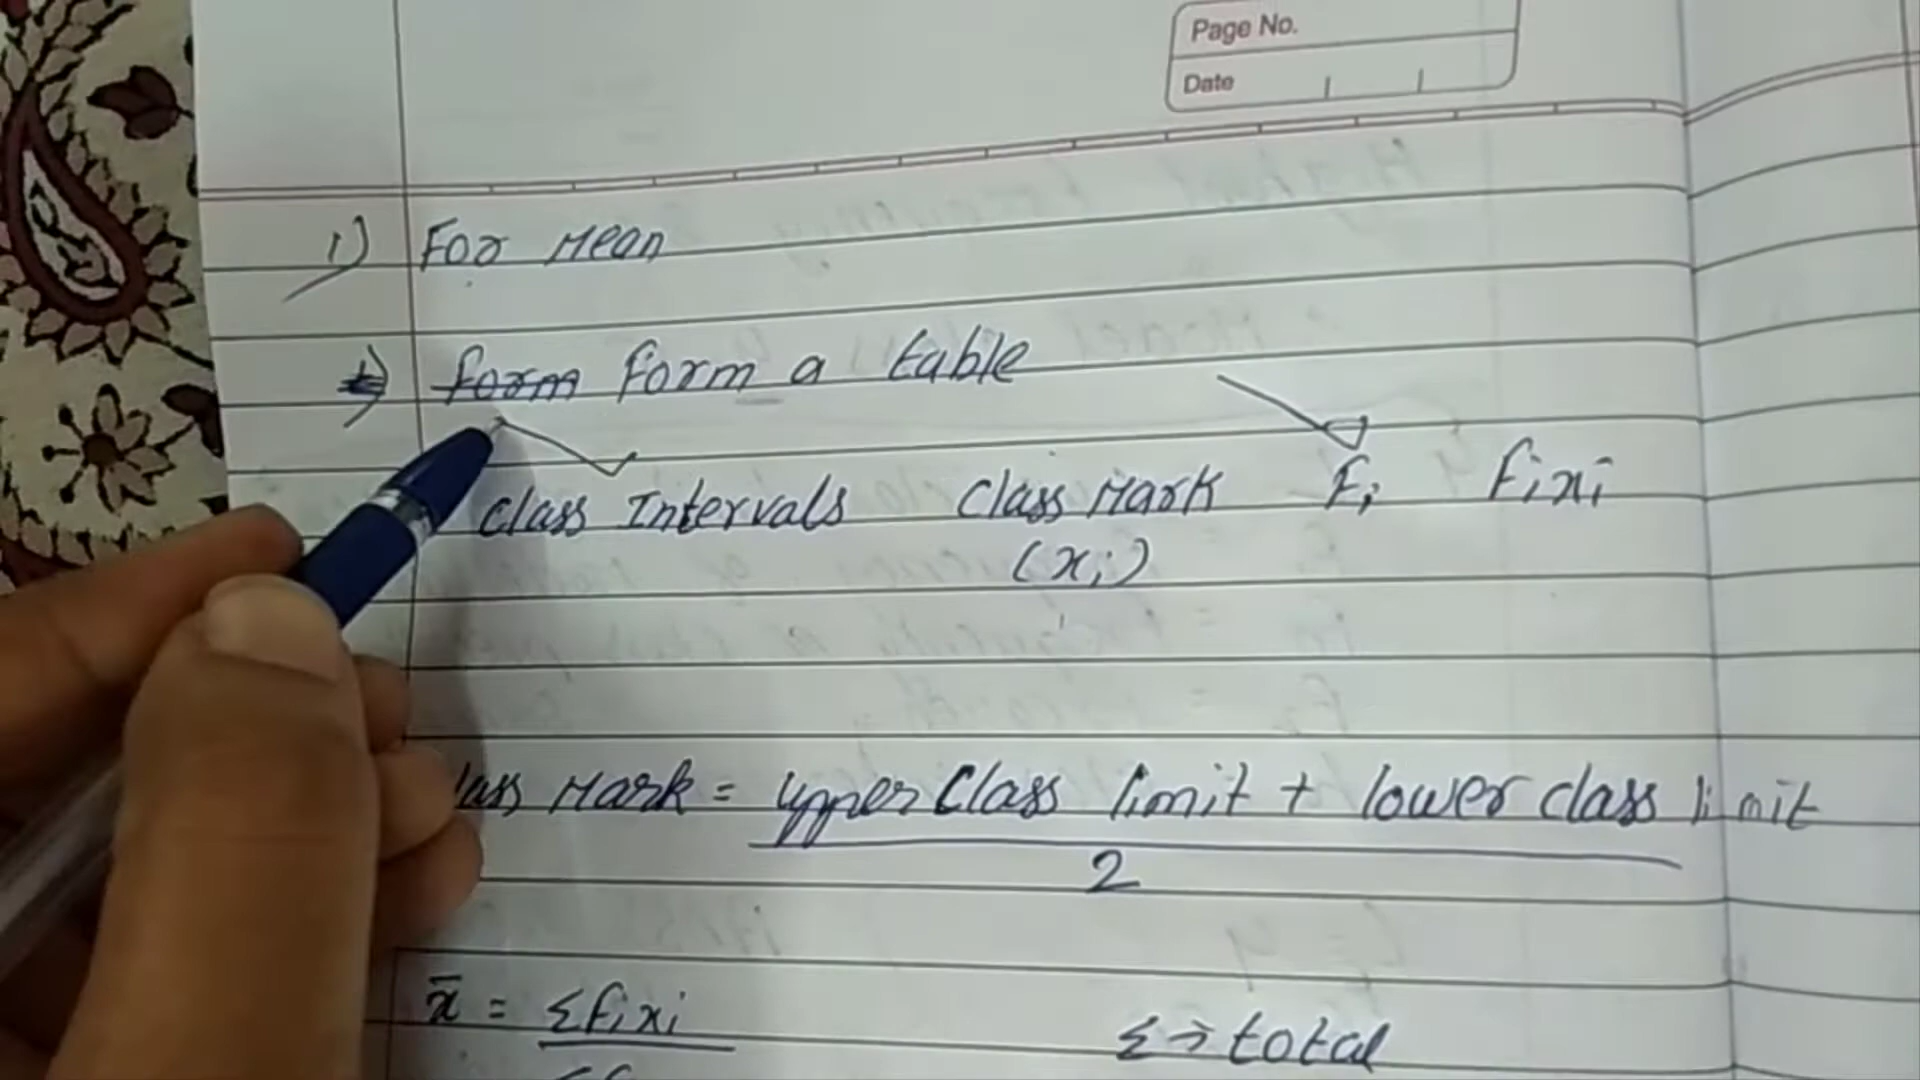 Page No.
Date
1) For Mean
form form a table
Class Intervals Class Mark Fi fixi
(xi)
lass Mark = upper Class limit + lower class limit
2
x̄ = Σfixi
Σ → total